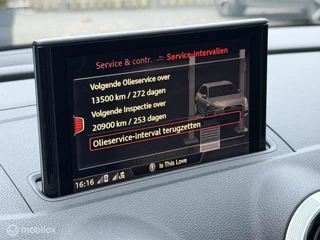 Service & contr. Service-intervallen
Volgende Olieservice over
13500 km / 272 dagen
Volgende Inspectie over
20900 km / 253 dagen
Olieservice-interval terugzetten
Is This Love
16:16
mobilox